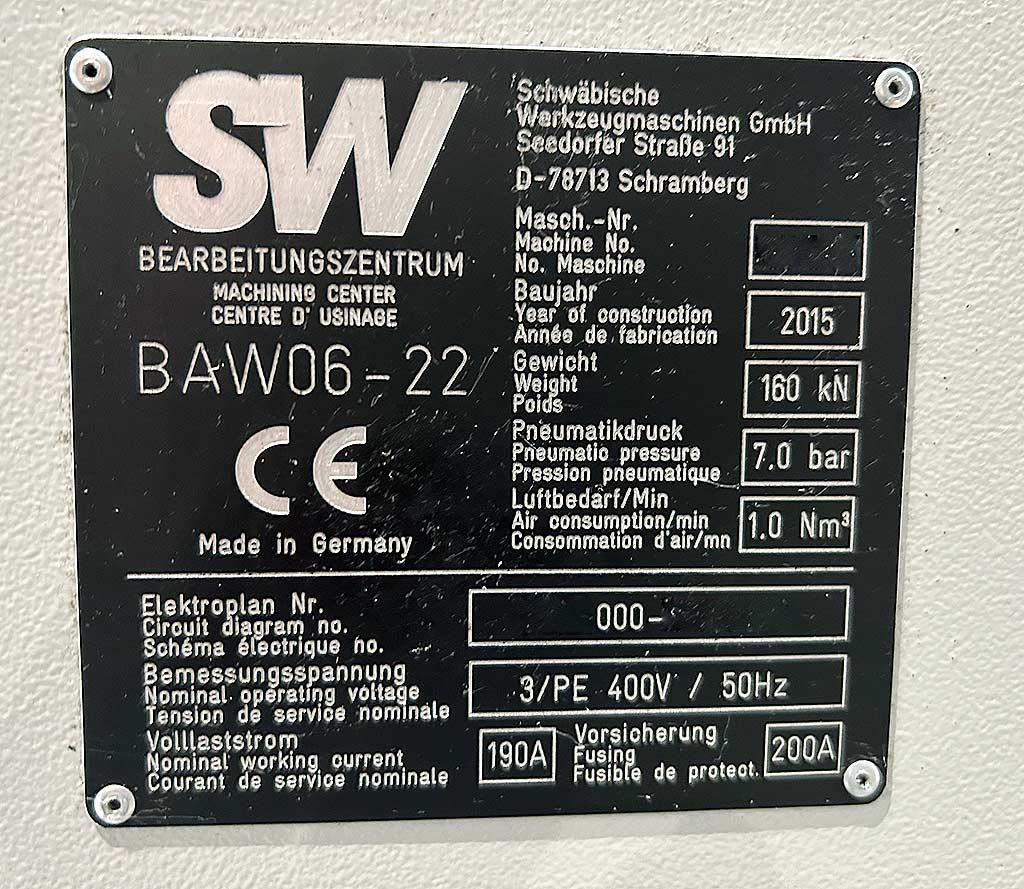 SW
BEARBEITUNGSZENTRUM
MACHINING CENTER
CENTRE D' USINAGE
BAW06-22
CE
Made in Germany
Schwäbische
Werkzeugmaschinen GmbH
Seedorfer Straße 91
D-78713 Schramberg
Masch.-Nr.
Machine No.
No. Maschine
Baujahr
Year of construction
Année de fabrication
2015
Gewicht
Weight
Poids
160 kN
Pneumatikdruck
Pneumatic pressure
Pression pneumatique
7.0 bar
Luftbedarf/Min
Air consumption/min
Consommation d'air/mn
1.0 Nm³
Elektroplan Nr.
Circuit diagram no.
Schéma électrique no.
000-
Bemessungsspannung
Nominal operating voltage
Tension de service nominale
3/PE 400V / 50Hz
Volllaststrom
Nominal working current
Courant de service nominale
190A
Vorsicherung
Fusing
Fusible de protect.
200A